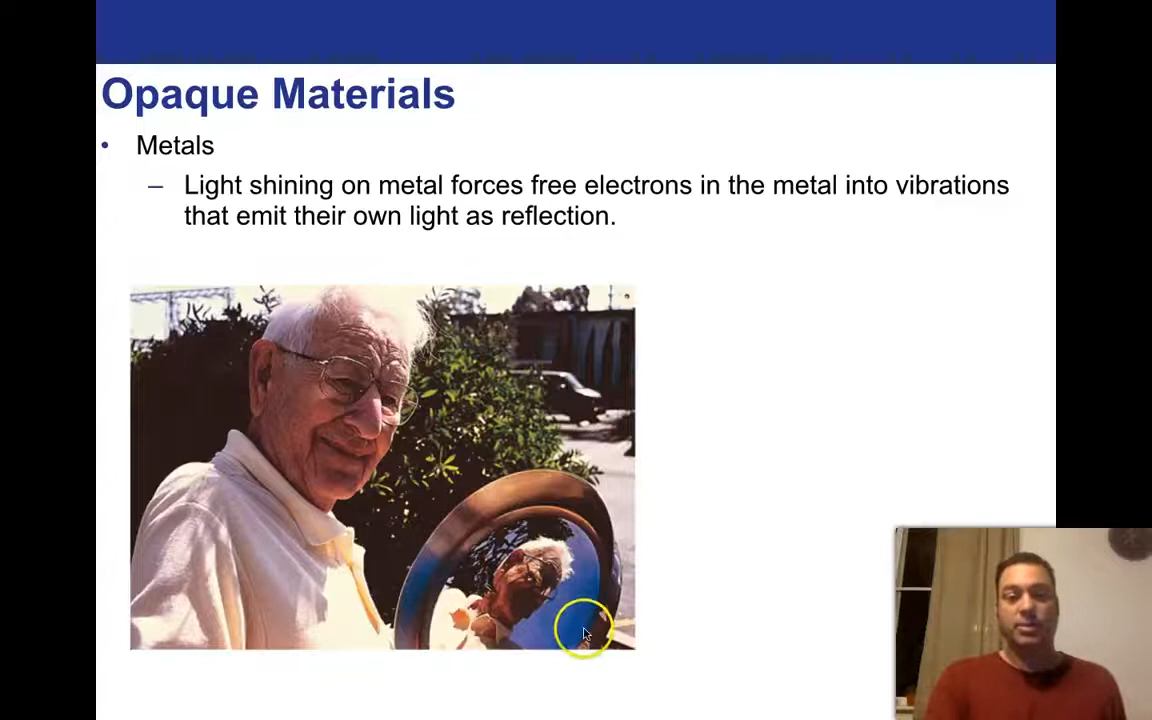 Opaque Materials
• Metals
– Light shining on metal forces free electrons in the metal into vibrations
that emit their own light as reflection.